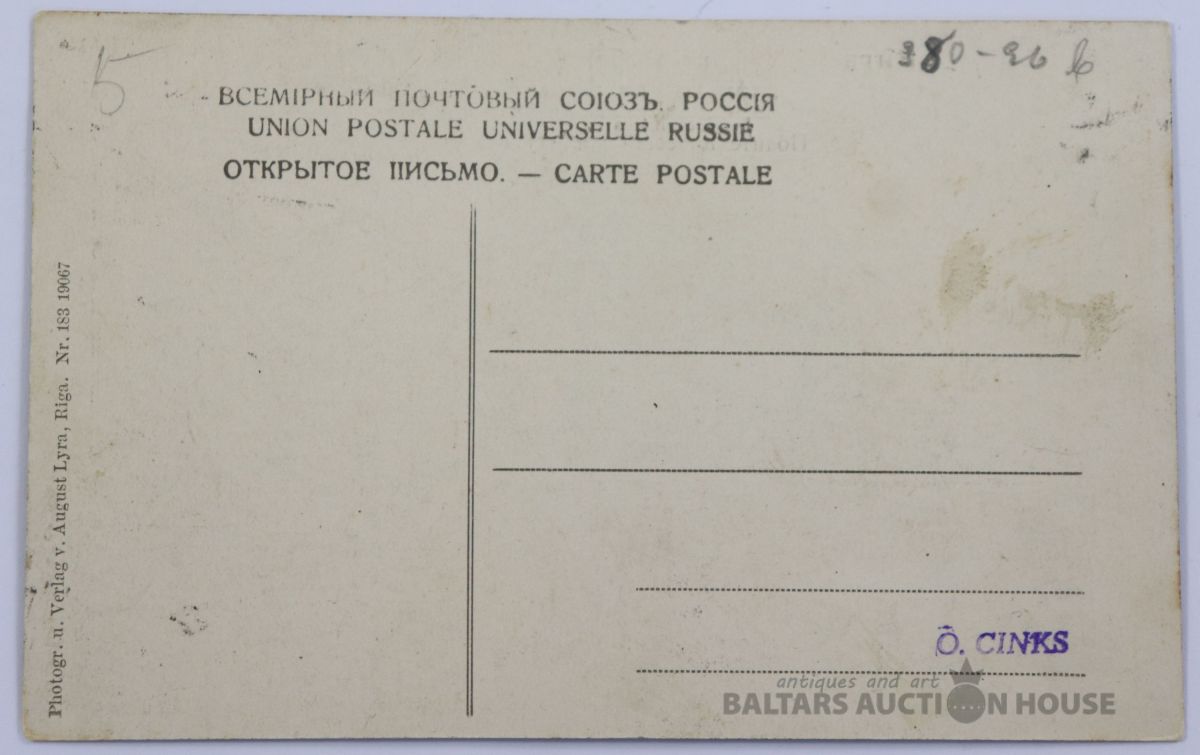 5
380-96
ВСЕМІРНЫЙ ПОЧТОВЫЙ СОЮЗЪ. РОССІЯ
UNION POSTALE UNIVERSELLE RUSSIE
ОТКРЫТОЕ ПИСЬМО. — CARTE POSTALE
Photogr. u. Verlag v. August Lyra, Riga. Nr. 183 19067
Ō. CINKS
antiques and art
BALTARS AUCTION HOUSE